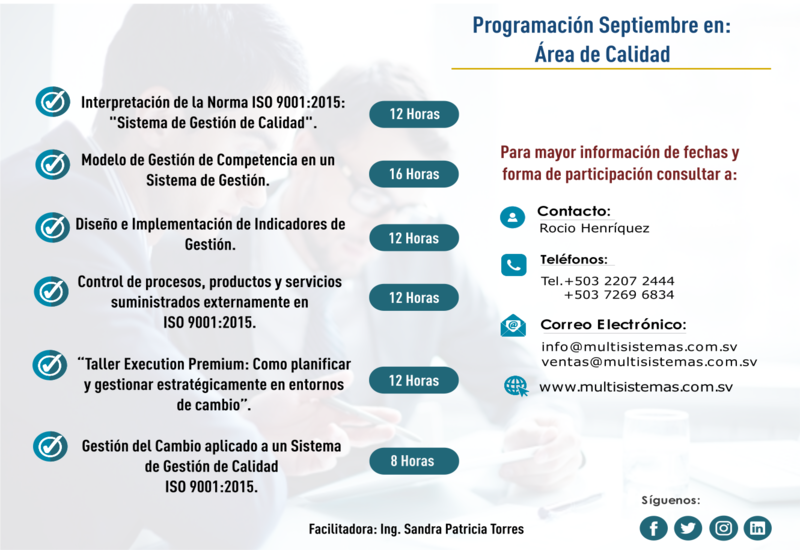 Programación Septiembre en:
Área de Calidad
Interpretación de la Norma ISO 9001:2015:
"Sistema de Gestión de Calidad".
12 Horas
Modelo de Gestión de Competencia en un
Sistema de Gestión.
16 Horas
Diseño e Implementación de Indicadores de
Gestión.
12 Horas
Control de procesos, productos y servicios
suministrados externamente en
ISO 9001:2015.
12 Horas
“Taller Execution Premium: Como planificar
y gestionar estratégicamente en entornos
de cambio”.
12 Horas
Gestión del Cambio aplicado a un Sistema
de Gestión de Calidad
ISO 9001:2015.
8 Horas
Para mayor información de fechas y
forma de participación consultar a:
Contacto:
Rocio Henríquez
Teléfonos:
Tel.+503 2207 2444
+503 7269 6834
Correo Electrónico:
info@multisistemas.com.sv
ventas@multisistemas.com.sv
www.multisistemas.com.sv
Facilitadora: Ing. Sandra Patricia Torres
Síguenos: